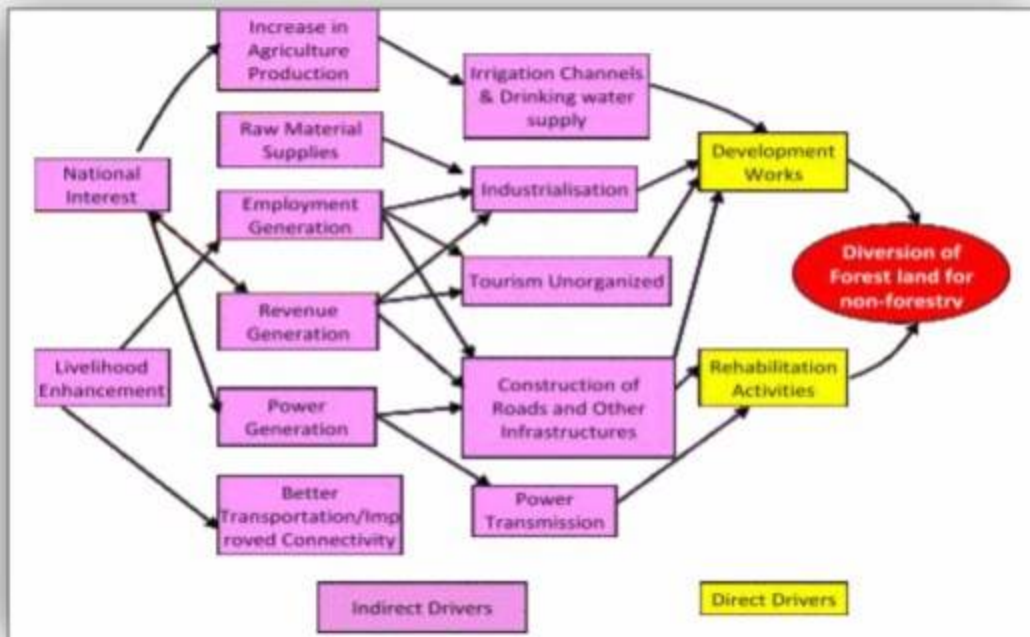 Increase in
Agriculture
Production
Irrigation Channels
& Drinking water
supply
Raw Material
Supplies
Development
Works
National
Interest
Employment
Generation
Industrialisation
Diversion of
Forest land for
non-forestry
Tourism Unorganized
Revenue
Generation
Livelihood
Enhancement
Rehabilitation
Activities
Construction of
Roads and Other
Infrastructures
Power
Generation
Better
Transportation/Imp
roved Connectivity
Power
Transmission
Indirect Drivers
Direct Drivers